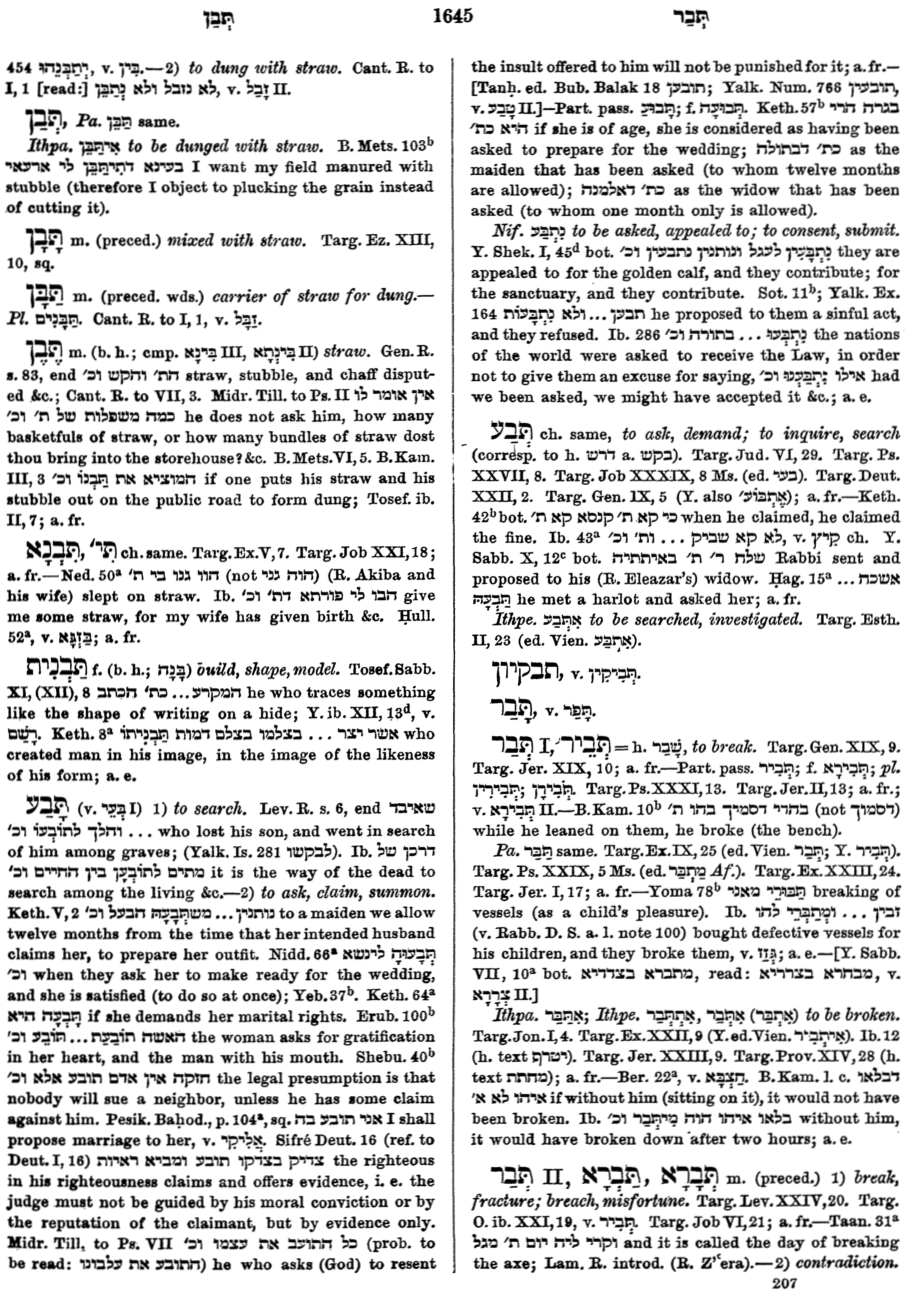 תְּבַן 1645 תְּבַר
454 יְתַבְּנֵהוּ, v. בִּין.—2) to dung with straw. Cant. R. to
I, 1 [read:] לא נוּבל ולא נְתַבֵּן, v. זָבַל II.
תְּבַן, Pa. תַּבֵּן same.
Ithpa. אִיתַּבַּן to be dunged with straw. B. Mets. 103b
בעינא דתִיתַּבַּן לי ארעאי I want my field manured with
stubble (therefore I object to plucking the grain instead
of cutting it).
תָּבֵן m. (preced.) mixed with straw. Targ. Ez. XIII,
10, sq.
תַּבָּן m. (preced. wds.) carrier of straw for dung.—
Pl. תַּבָּנִים. Cant. R. to I, 1, v. זַבָּל.
תֶּבֶן m. (b. h.; cmp. בִּינָא III, בִּינְתָא II) straw. Gen. R.
s. 83, end חת׳ והקש וכ׳ straw, stubble, and chaff disput-
ed &c.; Cant. R. to VII, 3. Midr. Till. to Ps. II אין אומר לו
כמה משפלות של ת׳ וכ׳ he does not ask him, how many
basketfuls of straw, or how many bundles of straw dost
thou bring into the storehouse? &c. B. Mets. VI, 5. B. Kam.
III, 3 המוציא את תִּבְנוֹ וכ׳ if one puts his straw and his
stubble out on the public road to form dung; Tosef. ib.
II, 7; a. fr.
תִּבְנָא, תֵּי׳ ch. same. Targ. Ex. V, 7. Targ. Job XXI, 18;
a. fr.—Ned. 50a הוו גנו בי ת׳ (not הוה גני) (R. Akiba and
his wife) slept on straw. Ib. הבו לי פורתא דת׳ וכ׳ give
me some straw, for my wife has given birth &c. Ḥull.
52a, v. בִּזְנָא; a. fr.
תַּבְנִית f. (b. h.; בָּנָה) build, shape, model. Tosef. Sabb.
XI, (XII), 8 המקרע... כת׳ הכתב he who traces something
like the shape of writing on a hide; Y. ib. XII, 13d, v.
רָשַׁם. Keth. 8a אשר יצר ... בצלמו בצלם דמות תַּבְנִיתוֹ who
created man in his image, in the image of the likeness
of his form; a. e.
תָּבַע (v. בְּעֵי I) 1) to search. Lev. R. s. 6, end שאיבד
... והלך לתוֹבְעוֹ וכ׳ who lost his son, and went in search
of him among graves; (Yalk. Is. 281 לבקשו). Ib. דרכן של
מתים לתוֹבְעָן בין החיים וכ׳ it is the way of the dead to
search among the living &c.—2) to ask, claim, summon.
Keth. V, 2 נותנין... משתְּבָעָהּ הבעל וכ׳ to a maiden we allow
twelve months from the time that her intended husband
claims her, to prepare her outfit. Nidd. 66a תְּבָעוּהָ לינשא
וכ׳ when they ask her to make ready for the wedding,
and she is satisfied (to do so at once); Yeb. 37b. Keth. 64a
תְּבָעָה היא if she demands her marital rights. Erub. 100b
האשה תוֹבַעַת... תּוֹבֵעַ וכ׳ the woman asks for gratification
in her heart, and the man with his mouth. Shebu. 40b
חזקה אין אדם תובע אלא וכ׳ the legal presumption is that
nobody will sue a neighbor, unless he has some claim
against him. Pesik. Baḥod., p. 104a, sq. אני תובע בה I shall
propose marriage to her, v. אֲלִיקִי. Sifré Deut. 16 (ref. to
Deut. I, 16) צדיק בצדקו תובע ומביא ראיות the righteous
in his righteousness claims and offers evidence, i. e. the
judge must not be guided by his moral conviction or by
the reputation of the claimant, but by evidence only.
Midr. Till. to Ps. VII כל התועב את עצמו וכ׳ (prob. to
be read: התובע את עלבונו) he who asks (God) to resent
the insult offered to him will not be punished for it; a. fr.—
[Tanḥ. ed. Bub. Balak 18 תובען; Yalk. Num. 766 תובעין,
v. טָבַע II.]—Part. pass. תָּבוּעַ; f. תְּבוּעָה. Keth. 57b בגרה הרי
היא כת׳ if she is of age, she is considered as having been
asked to prepare for the wedding; כת׳ דבתולה as the
maiden that has been asked (to whom twelve months
are allowed); כת׳ דאלמנה as the widow that has been
asked (to whom one month only is allowed).
Nif. נִתְבַּע to be asked, appealed to; to consent, submit.
Y. Shek. I, 45d bot. נִתְבָּעִין לעגל ונותנין נתבעין וכ׳ they are
appealed to for the golden calf, and they contribute; for
the sanctuary, and they contribute. Sot. 11b; Yalk. Ex.
164 תבען... ולא נִתְבָּעוֹת he proposed to them a sinful act,
and they refused. Ib. 286 נִתְבְּעוּ ... בתורה וכ׳ the nations
of the world were asked to receive the Law, in order
not to give them an excuse for saying, אילו נִתְבַּעְנוּ וכ׳ had
we been asked, we might have accepted it &c.; a. e.
תְּבַע ch. same, to ask, demand; to inquire, search
(corresp. to h. דרש a. בקש). Targ. Jud. VI, 29. Targ. Ps.
XXVII, 8. Targ. Job XXXIX, 8 Ms. (ed. בעי). Targ. Deut.
XXII, 2. Targ. Gen. IX, 5 (Y. also אֶתְבּוֹעַ׳); a. fr.—Keth.
42b bot. כי קא ת׳ קנסא קא ת׳ when he claimed, he claimed
the fine. Ib. 43a לא קא שביק ... ות׳ וכ׳, v. קַיִץ ch. Y.
Sabb. X, 12c bot. שלח ר׳ ת׳ באיתתיה Rabbi sent and
proposed to his (R. Eleazar's) widow. Ḥag. 15a אשכח ...
תַּבְעָהּ he met a harlot and asked her; a. fr.
Ithpe. אִתְּבַע to be searched, investigated. Targ. Esth.
II, 23 (ed. Vien. אִתְבַּע).
תבקיון, v. תְּבִיקִין.
תָּבַר, v. תָּפַר.
תְּבַר I, תְּבֵיר = h. שָׁבַר, to break. Targ. Gen. XIX, 9.
Targ. Jer. XIX, 10; a. fr.—Part. pass. תְּבִיר; f. תְּבִירָא; pl.
תְּבִירִין; תְּבִירָן. Targ. Ps. XXXI, 13. Targ. Jer. II, 13; a. fr.;
v. תְּבִירָא II.—B. Kam. 10b בהדי דסמיך בהו ת׳ (not דסמוך)
while he leaned on them, he broke (the bench).
Pa. תַּבַּר same. Targ. Ex. IX, 25 (ed. Vien. תְּבַר; Y. תְּבֵיר).
Targ. Ps. XXIX, 5 Ms. (ed. מַתְבַּר Af.). Targ. Ex. XXIII, 24.
Targ. Jer. I, 17; a. fr.—Yoma 78b תַּבּוּרֵי מאני breaking of
vessels (as a child's pleasure). Ib. זבין ... וּמְתַבְּרֵי להו
(v. Rabb. D. S. a. l. note 100) bought defective vessels for
his children, and they broke them, v. גְּזַז; a. e.—[Y. Sabb.
VII, 10a bot. מתברא בצדדיא, read: מבחרא בצרריא, v.
צְרָרָא II.]
Ithpa. אִתַּבַּר; Ithpe. אִתְּבַר, אִתְּתְּבַר (אִתְבַּר) to be broken.
Targ. Jon. I, 4. Targ. Ex. XXII, 9 (Y. ed. Vien. אִיתְבִיר). Ib. 12
(h. text יטרף). Targ. Jer. XXIII, 9. Targ. Prov. XIV, 28 (h.
text מחתת); a. fr.—Ber. 22a, v. חַצְבָּא. B. Kam. l. c. דבלאו
איהו לא א׳ if without him (sitting on it), it would not have
been broken. Ib. בלאו איהו הוה מִיתְּבַר וכ׳ without him,
it would have broken down after two hours; a. e.
תְּבַר II, תְּבָרָא, תַּבְרָא m. (preced.) 1) break,
fracture; breach, misfortune. Targ. Lev. XXIV, 20. Targ.
O. ib. XXI, 19, v. תְּבִיר. Targ. Job VI, 21; a. fr.—Taan. 31a
וקרי ליה יום ת׳ מגל and it is called the day of breaking
the axe; Lam. R. introd. (R. Z'ʿera).—2) contradiction.
207